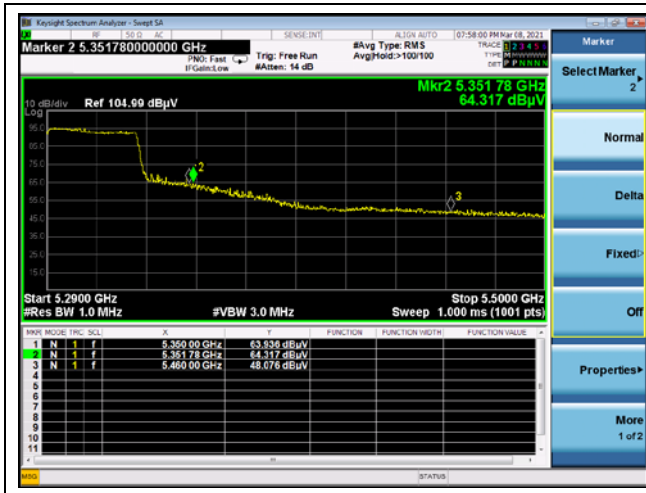 Keysight Spectrum Analyzer - Swept SA
RF 50 Ω AC SENSE:INT ALIGN AUTO 07:58:00 PM Mar 08, 2021
Marker 2 5.351780000000 GHz
PNO: Fast
IFGain:Low
Trig: Free Run
#Atten: 14 dB
#Avg Type: RMS
Avg|Hold:>100/100
TRACE 1 2 3 4 5 6
TYPE M
DET P P N N N N
Mkr2 5.351 78 GHz
64.317 dBµV
10 dB/div Ref 104.99 dBµV
Log
95.0
85.0
75.0
65.0
55.0
45.0
35.0
25.0
15.0
2
3
Start 5.2900 GHz Stop 5.5000 GHz
#Res BW 1.0 MHz #VBW 3.0 MHz Sweep 1.000 ms (1001 pts)
MKR MODE TRC SCL X Y FUNCTION FUNCTION WIDTH FUNCTION VALUE
1 N 1 f 5.350 00 GHz 63.936 dBµV
2 N 1 f 5.351 78 GHz 64.317 dBµV
3 N 1 f 5.460 00 GHz 48.076 dBµV
4
5
6
7
8
9
10
11
MSG STATUS
Marker
Select Marker
2
Normal
Delta
Fixed
Off
Properties
More
1 of 2